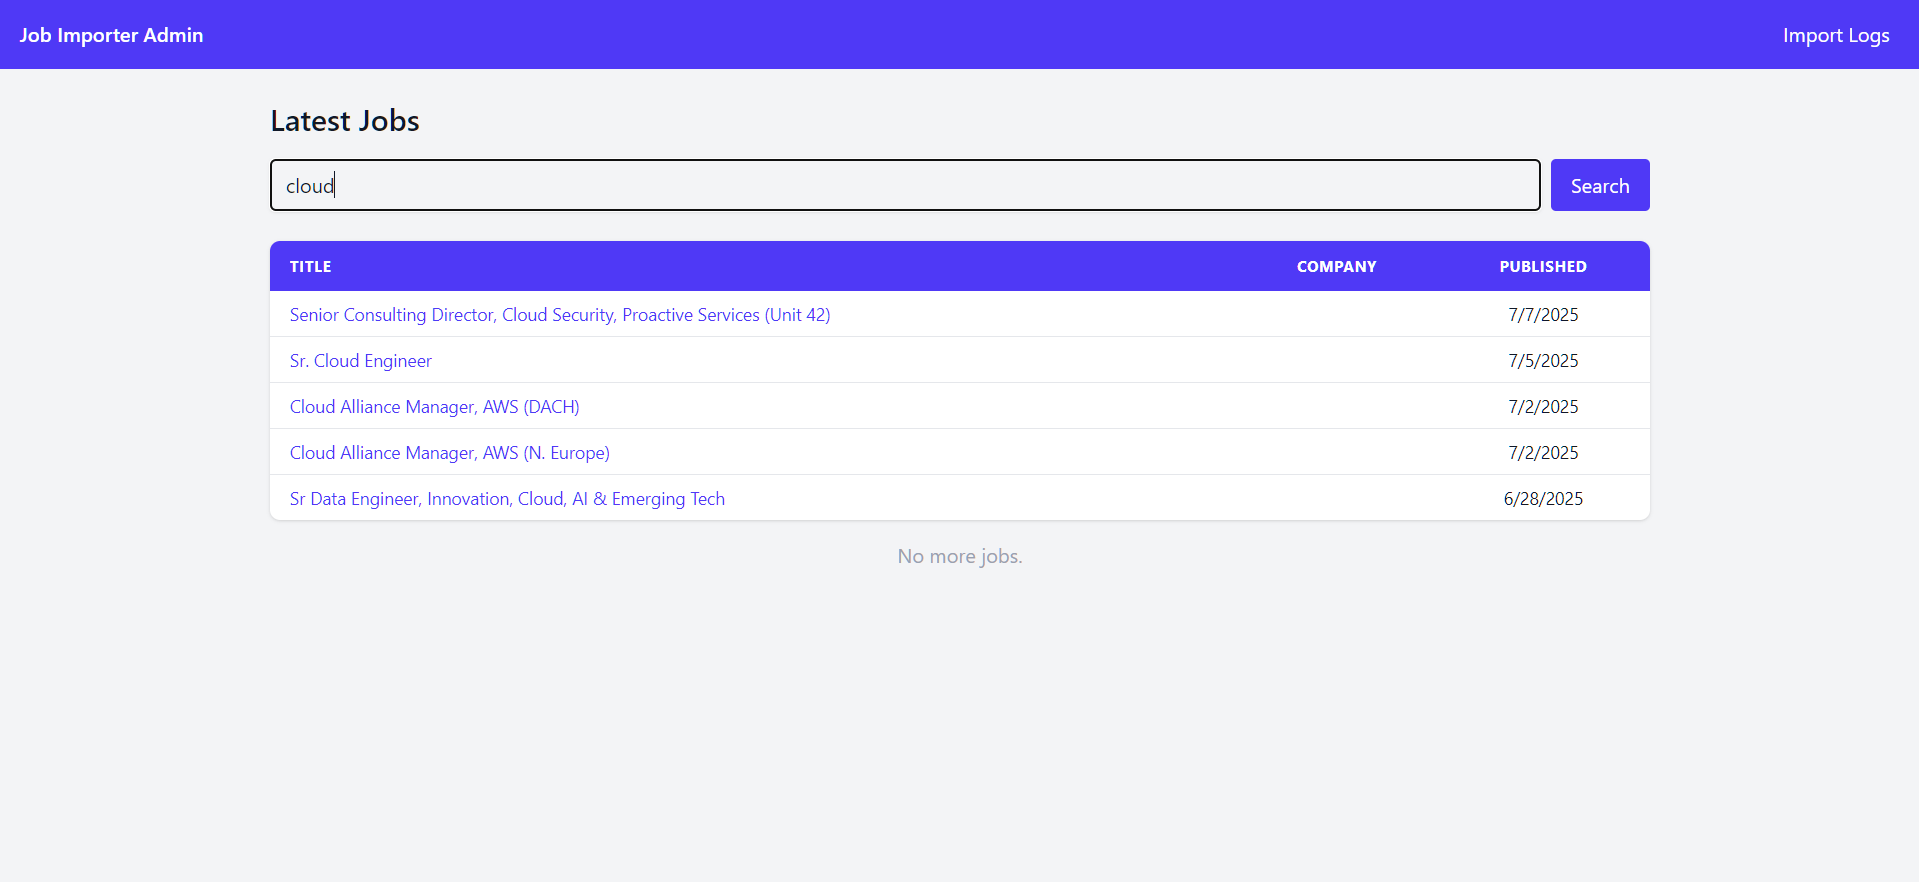 Job Importer Admin
Import Logs
Latest Jobs
cloud
Search
TITLE COMPANY PUBLISHED
Senior Consulting Director, Cloud Security, Proactive Services (Unit 42) 7/7/2025
Sr. Cloud Engineer 7/5/2025
Cloud Alliance Manager, AWS (DACH) 7/2/2025
Cloud Alliance Manager, AWS (N. Europe) 7/2/2025
Sr Data Engineer, Innovation, Cloud, AI & Emerging Tech 6/28/2025
No more jobs.